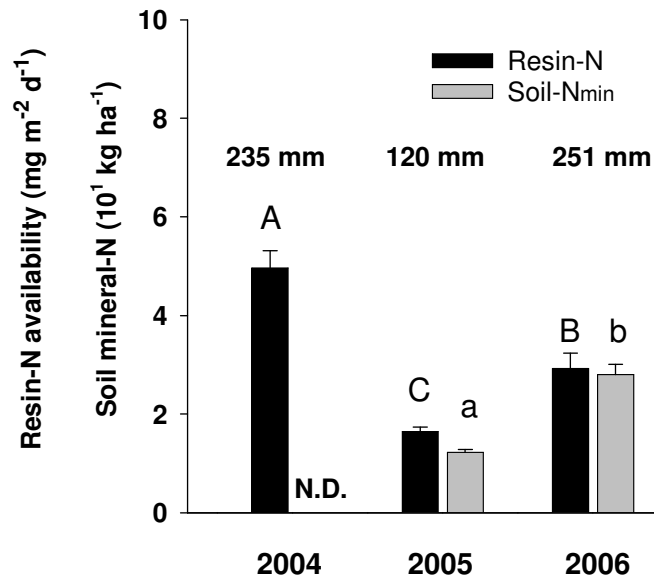 Resin-N availability (mg m⁻² d⁻¹)
Soil mineral-N (10¹ kg ha⁻¹)
10
8
6
4
2
0
Resin-N
Soil-Nmin
235 mm 120 mm 251 mm
A
B b
C a
N.D.
2004 2005 2006